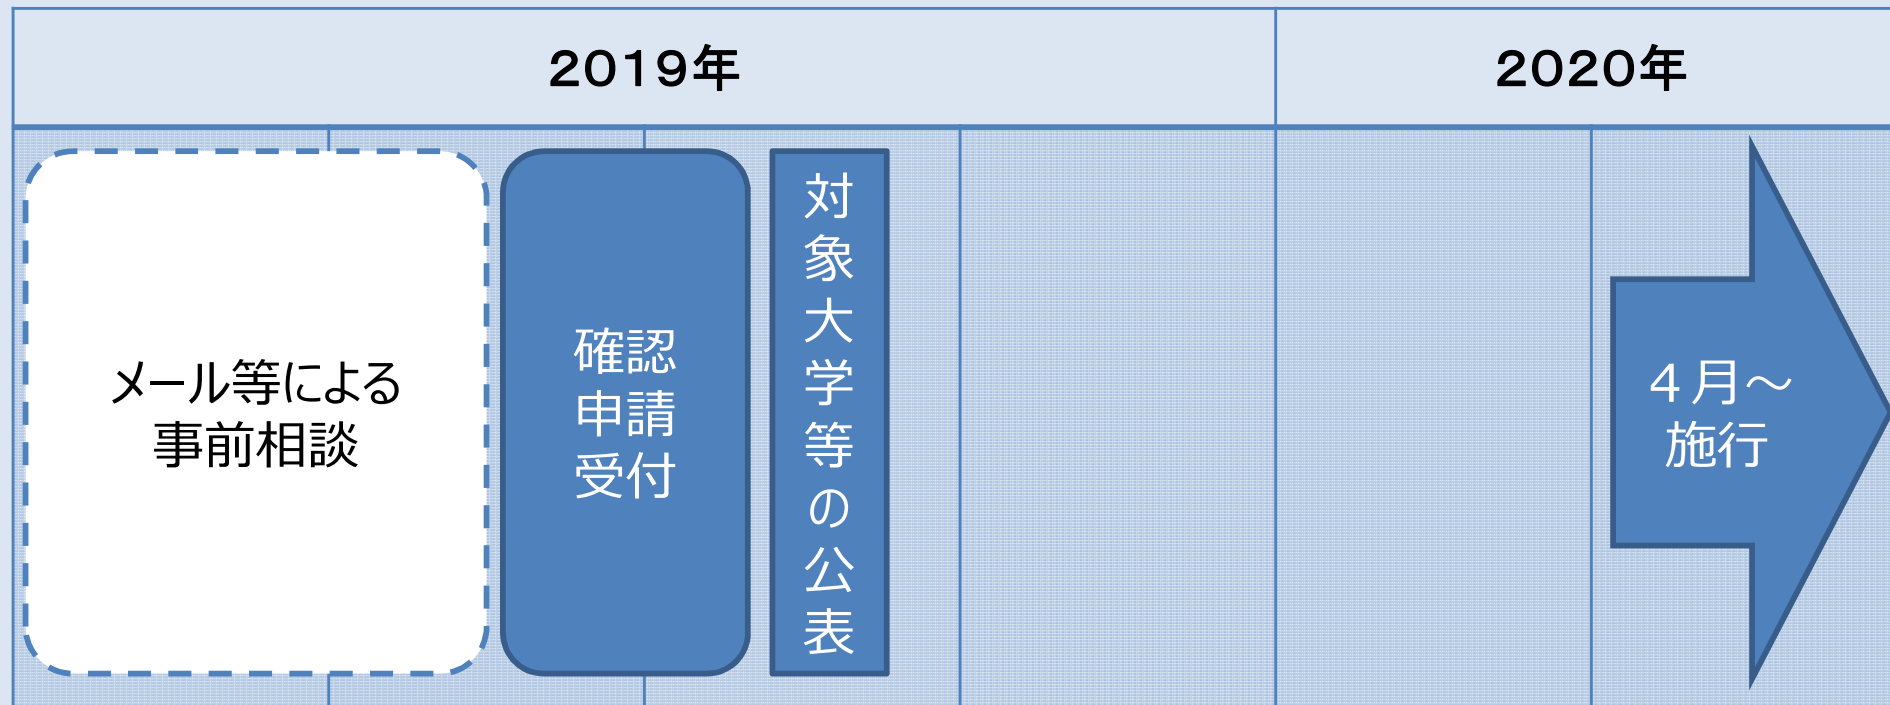 2019年
2020年
メール等による
事前相談
確認
申請
受付
対象大学等の公表
4月~
施行